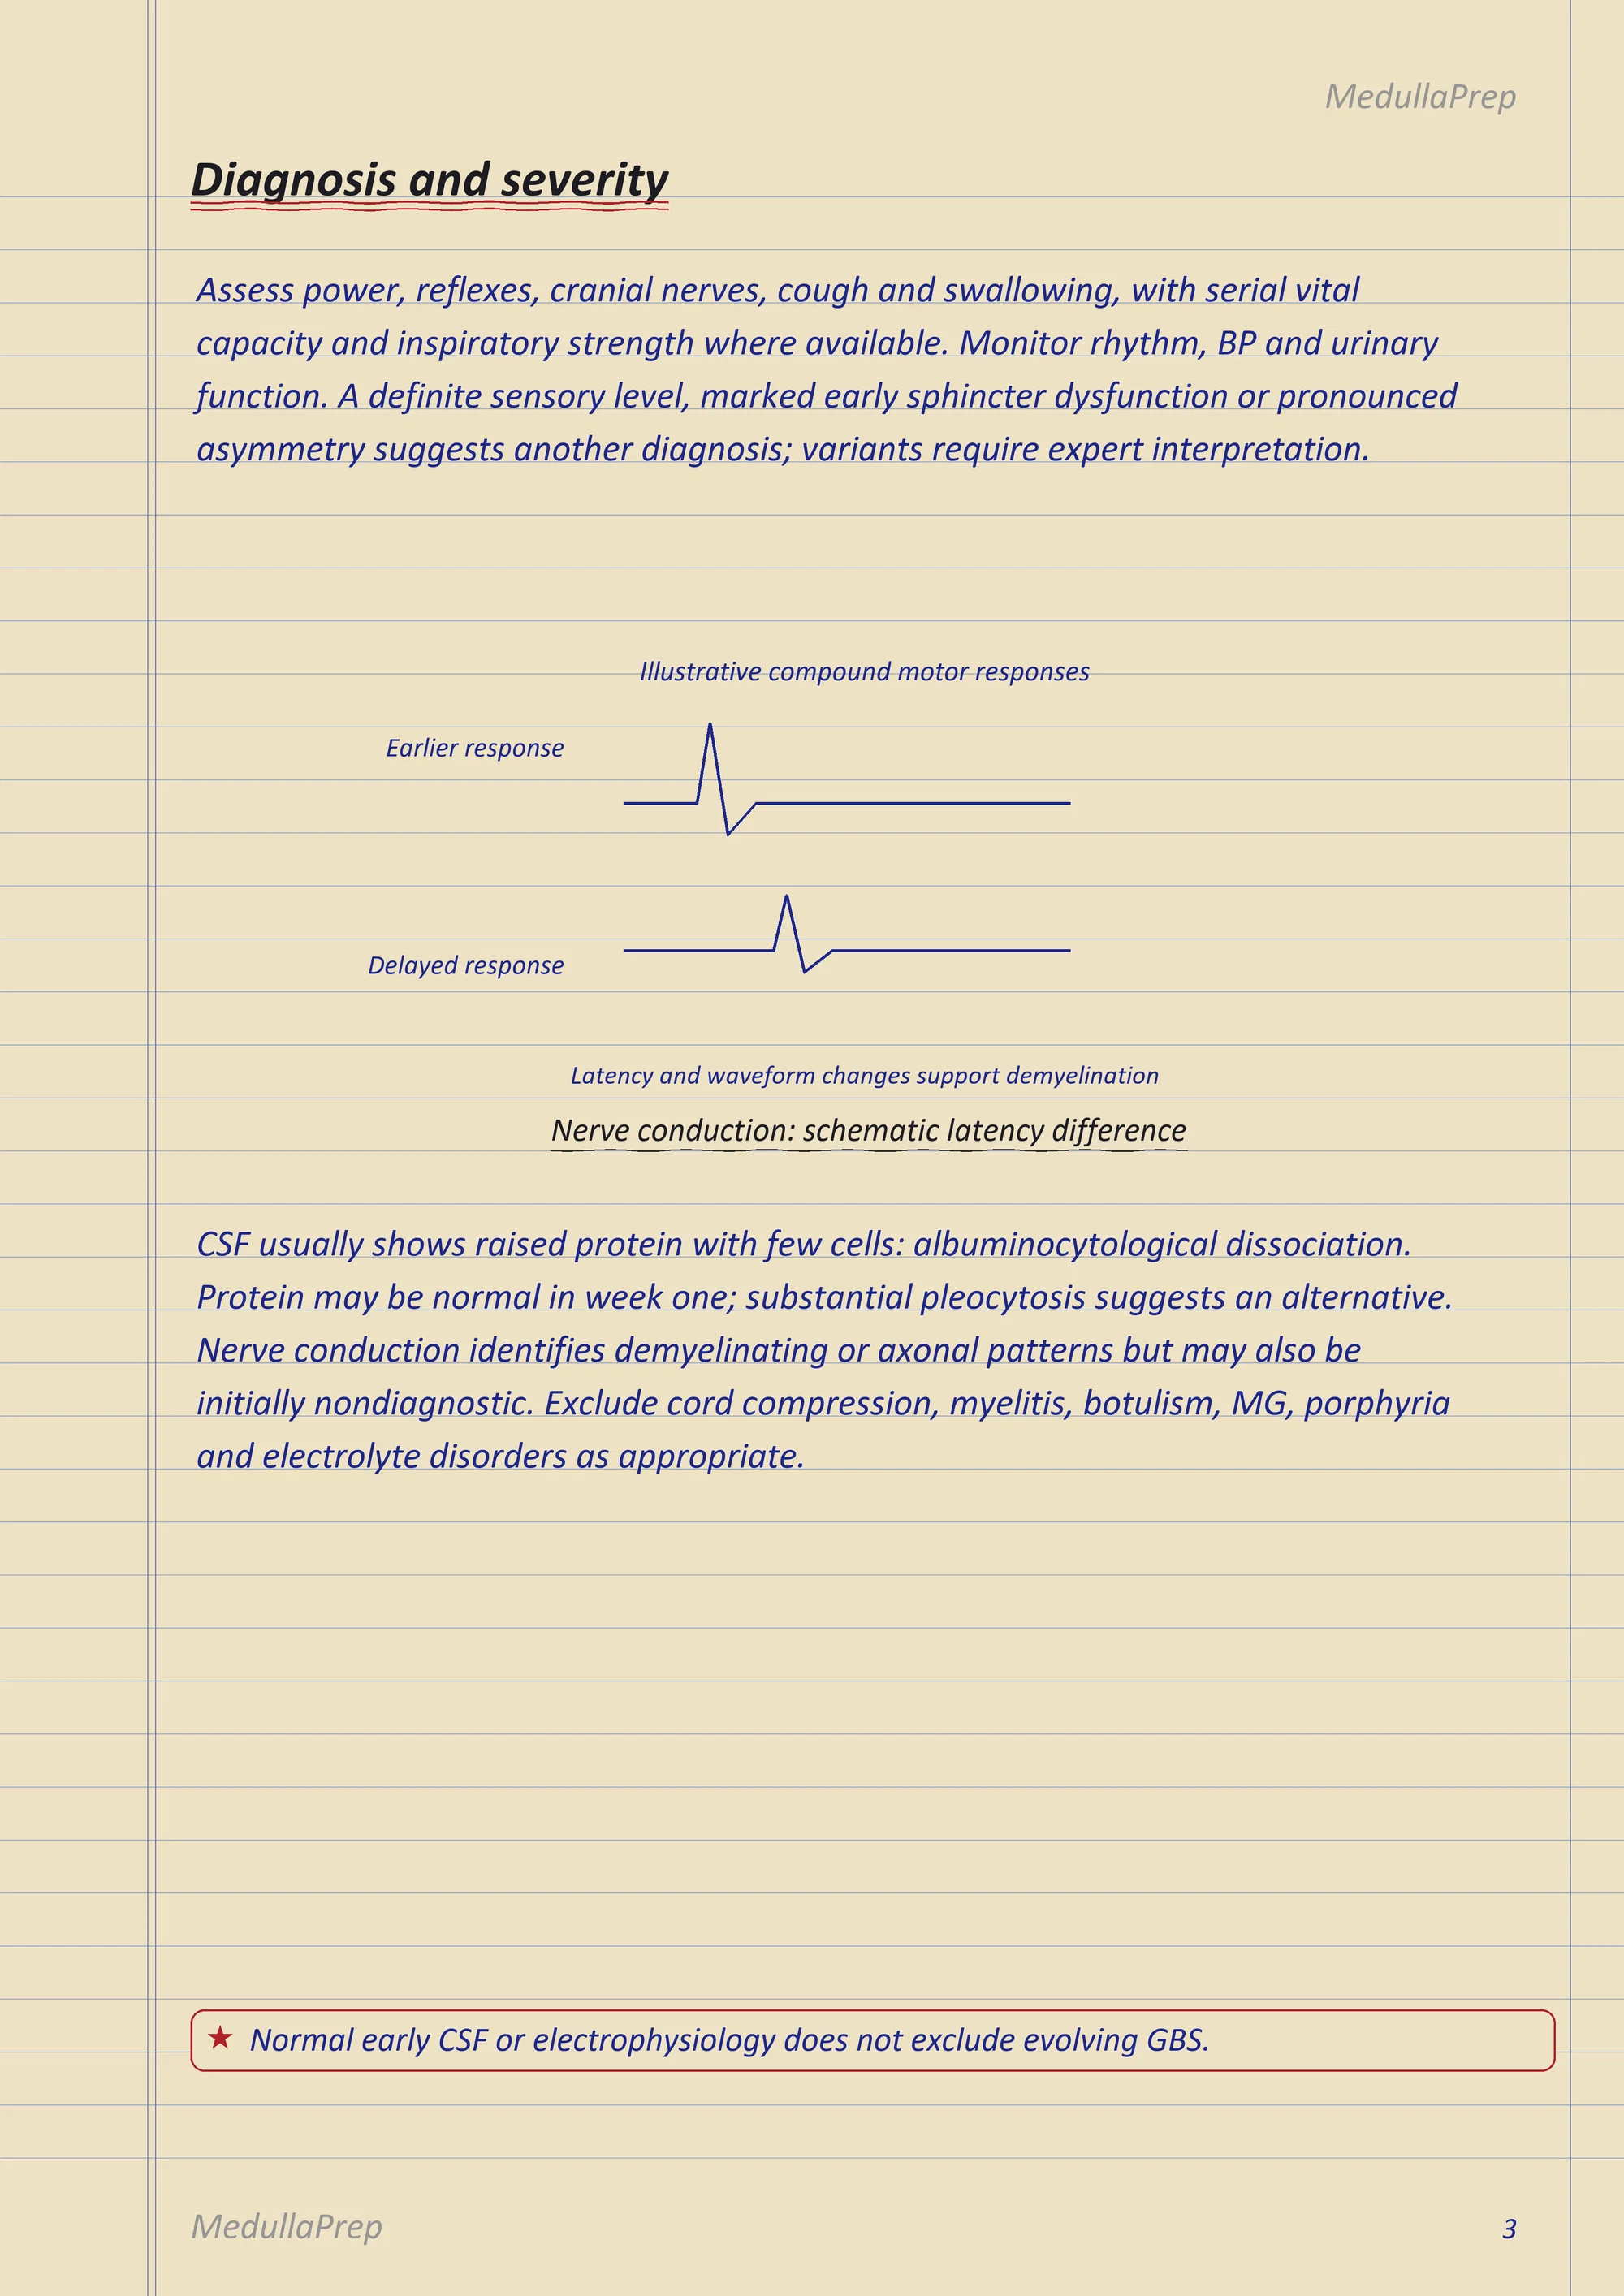 MedullaPrep
Diagnosis and severity
Assess power, reflexes, cranial nerves, cough and swallowing, with serial vital
capacity and inspiratory strength where available. Monitor rhythm, BP and urinary
function. A definite sensory level, marked early sphincter dysfunction or pronounced
asymmetry suggests another diagnosis; variants require expert interpretation.
Illustrative compound motor responses
Earlier response
Delayed response
Latency and waveform changes support demyelination
Nerve conduction: schematic latency difference
CSF usually shows raised protein with few cells: albuminocytological dissociation.
Protein may be normal in week one; substantial pleocytosis suggests an alternative.
Nerve conduction identifies demyelinating or axonal patterns but may also be
initially nondiagnostic. Exclude cord compression, myelitis, botulism, MG, porphyria
and electrolyte disorders as appropriate.
★ Normal early CSF or electrophysiology does not exclude evolving GBS.
MedullaPrep
3